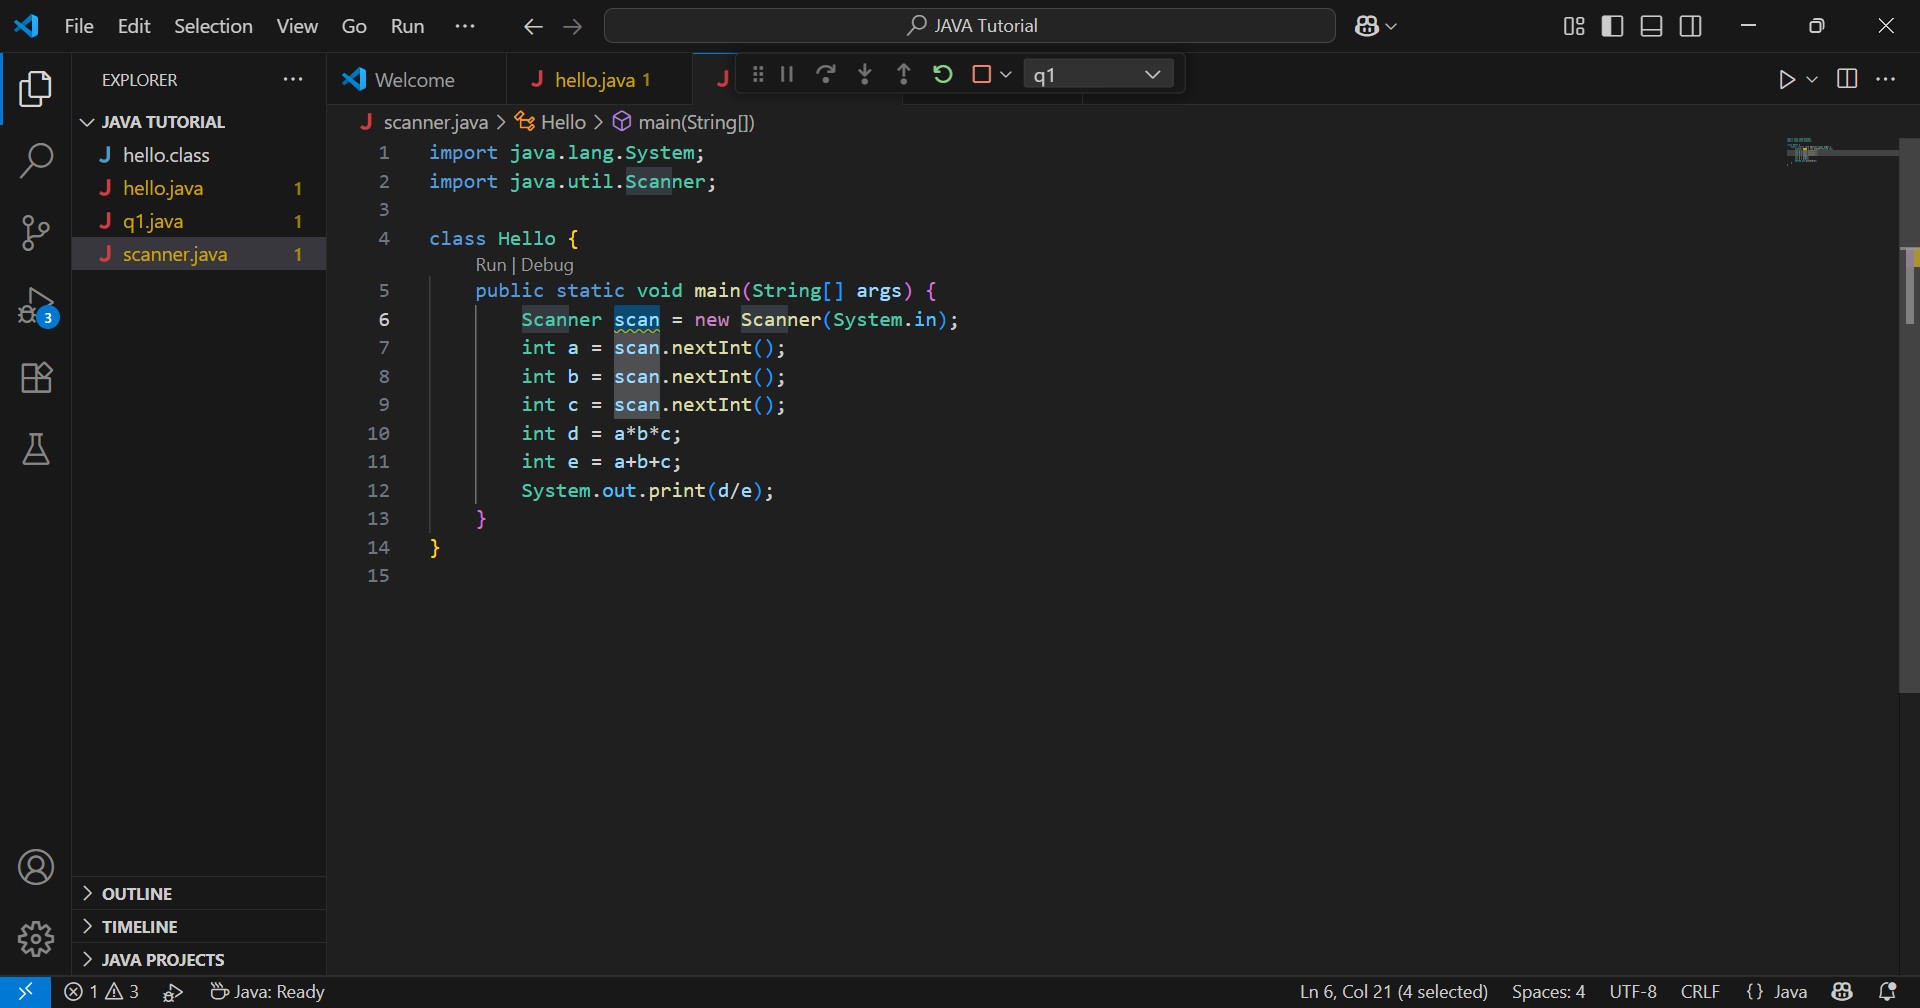 File Edit Selection View Go Run JAVA Tutorial
EXPLORER
Welcome
hello.java 1
q1
JAVA TUTORIAL
hello.class
hello.java 1
q1.java 1
scanner.java 1
OUTLINE
TIMELINE
JAVA PROJECTS
3
scanner.java > Hello > main(String[])
1 import java.lang.System;
2 import java.util.Scanner;
3
4 class Hello {
Run | Debug
5 public static void main(String[] args) {
6 Scanner scan = new Scanner(System.in);
7 int a = scan.nextInt();
8 int b = scan.nextInt();
9 int c = scan.nextInt();
10 int d = a*b*c;
11 int e = a+b+c;
12 System.out.print(d/e);
13 }
14 }
15
1 3 Java: Ready Ln 6, Col 21 (4 selected) Spaces: 4 UTF-8 CRLF {} Java